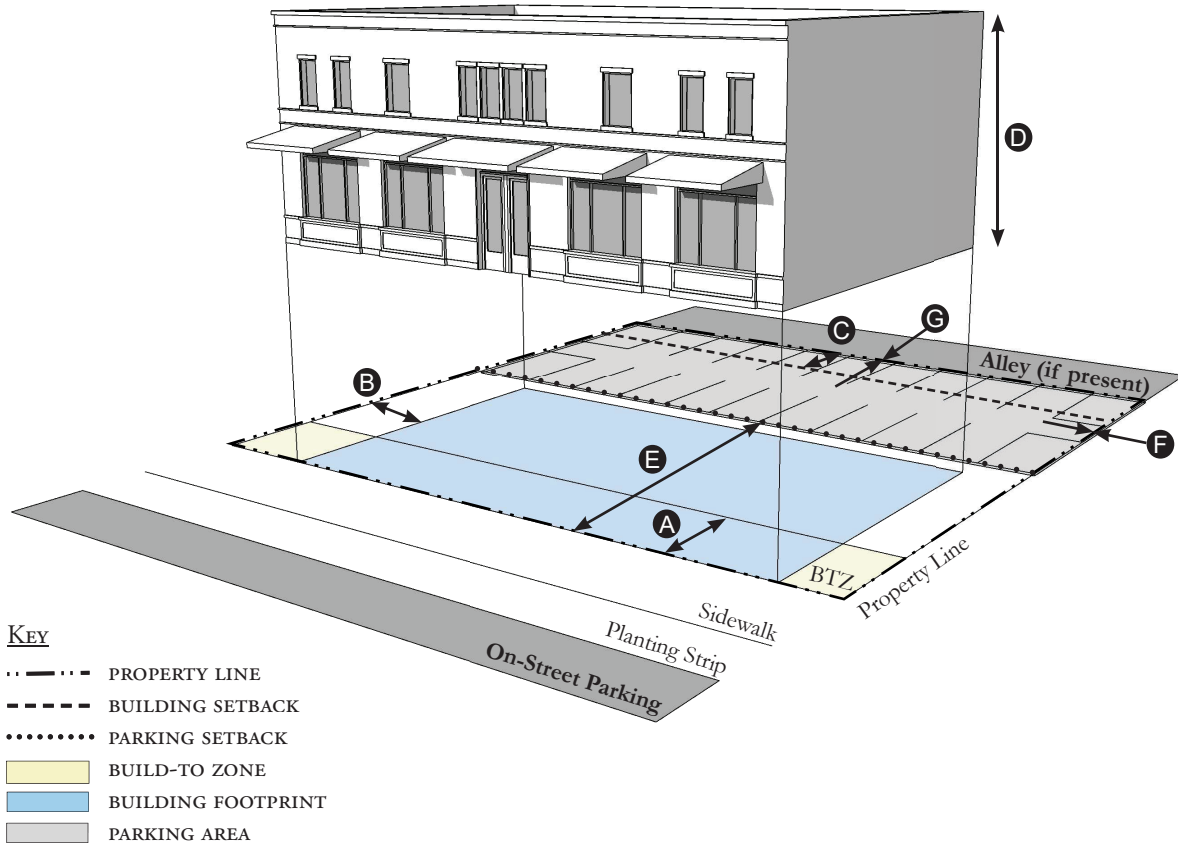 D
G
C
Alley (if present)
B
F
E
A
BTZ
Property Line
Sidewalk
Planting Strip
On-Street Parking
KEY
PROPERTY LINE
BUILDING SETBACK
PARKING SETBACK
BUILD-TO ZONE
BUILDING FOOTPRINT
PARKING AREA